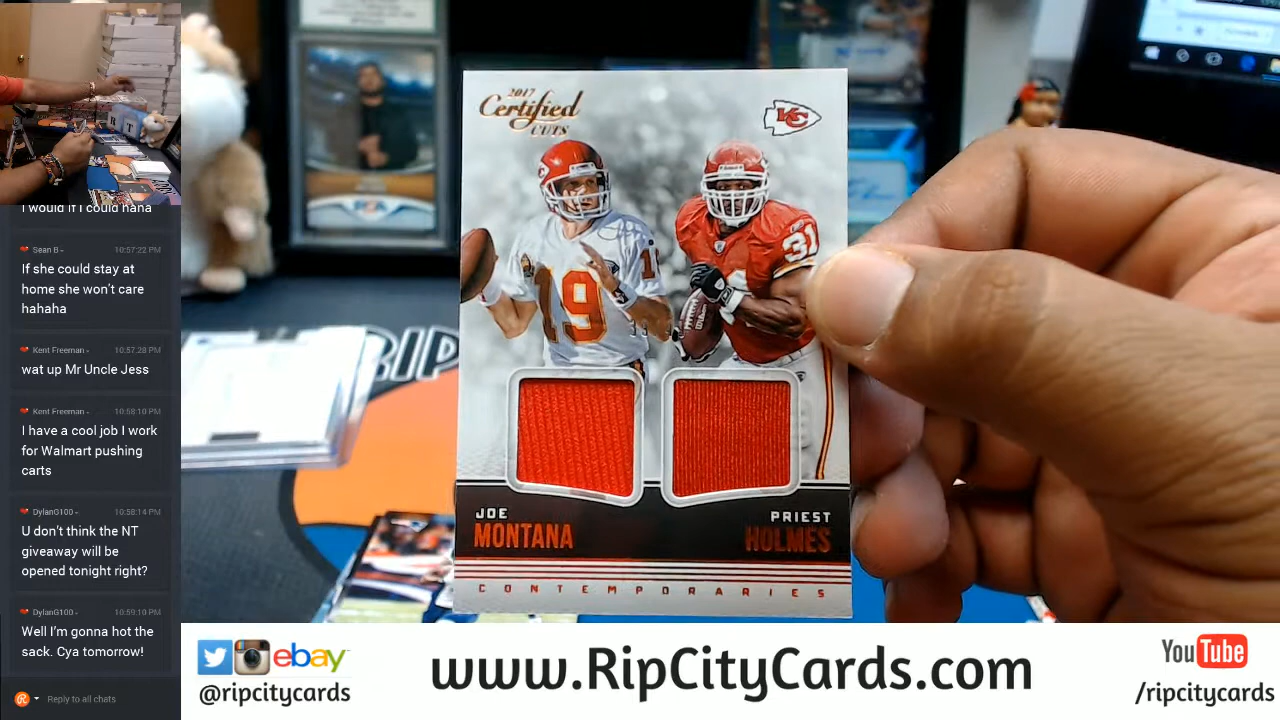 I would if I could haha
Sean B - 10:57:22 PM
If she could stay at
home she won't care
hahaha
Kent Freeman - 10:57:28 PM
wat up Mr Uncle Jess
Kent Freeman - 10:58:10 PM
I have a cool job I work
for Walmart pushing
carts
DylanG100 - 10:58:14 PM
U don't think the NT
giveaway will be
opened tonight right?
DylanG100 - 10:59:10 PM
Well I'm gonna hot the
sack. Cya tomorrow!
Reply to all chats
2017
Certified
CUTS
KC
19
31
JOE
MONTANA
PRIEST
HOLMES
CONTEMPORARIES
RIP
ebay
@ripcitycards
www.RipCityCards.com
YouTube
/ripcitycards